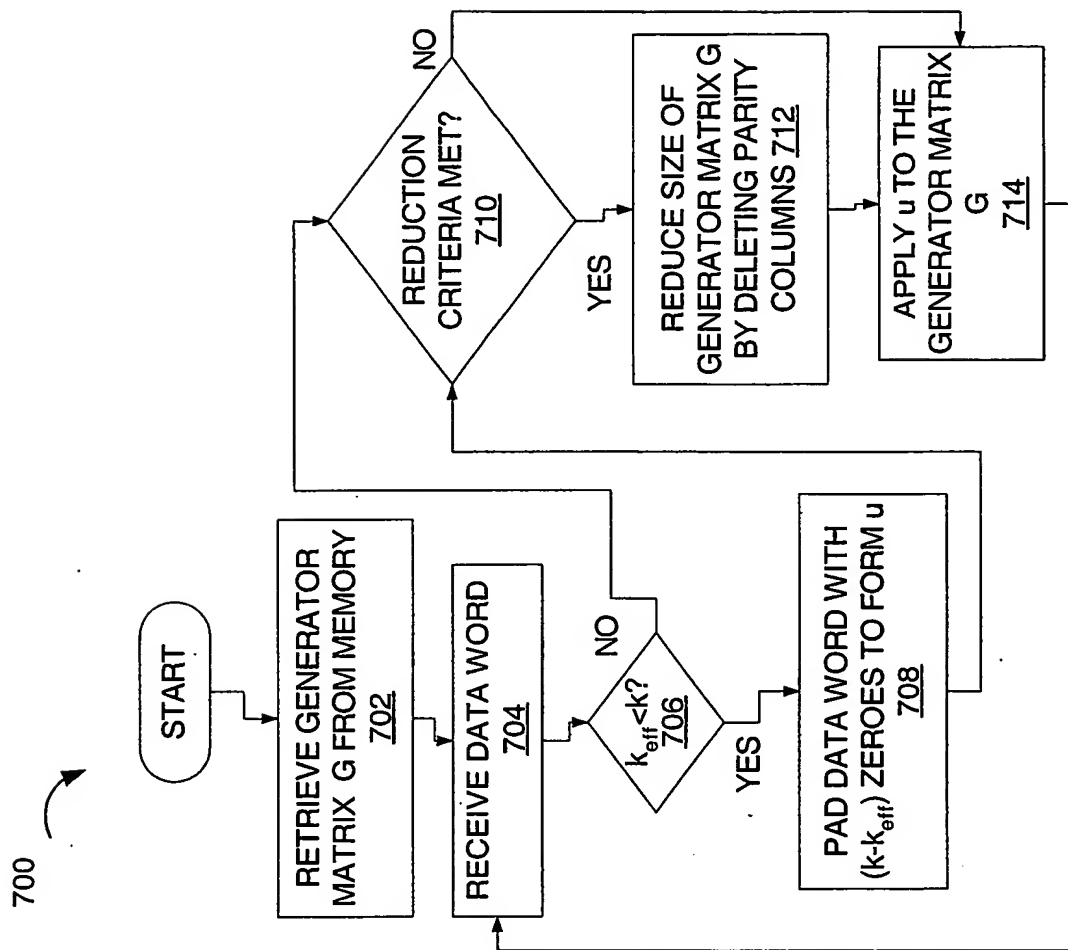 700
START
RETRIEVE GENERATOR
MATRIX G FROM MEMORY
702
RECEIVE DATA WORD
704
k_eff<k?
706
NO
YES
PAD DATA WORD WITH
(k-k_eff) ZEROES TO FORM u
708
REDUCTION
CRITERIA MET?
710
NO
YES
REDUCE SIZE OF
GENERATOR MATRIX G
BY DELETING PARITY
COLUMNS 712
APPLY u TO THE
GENERATOR MATRIX
G
714